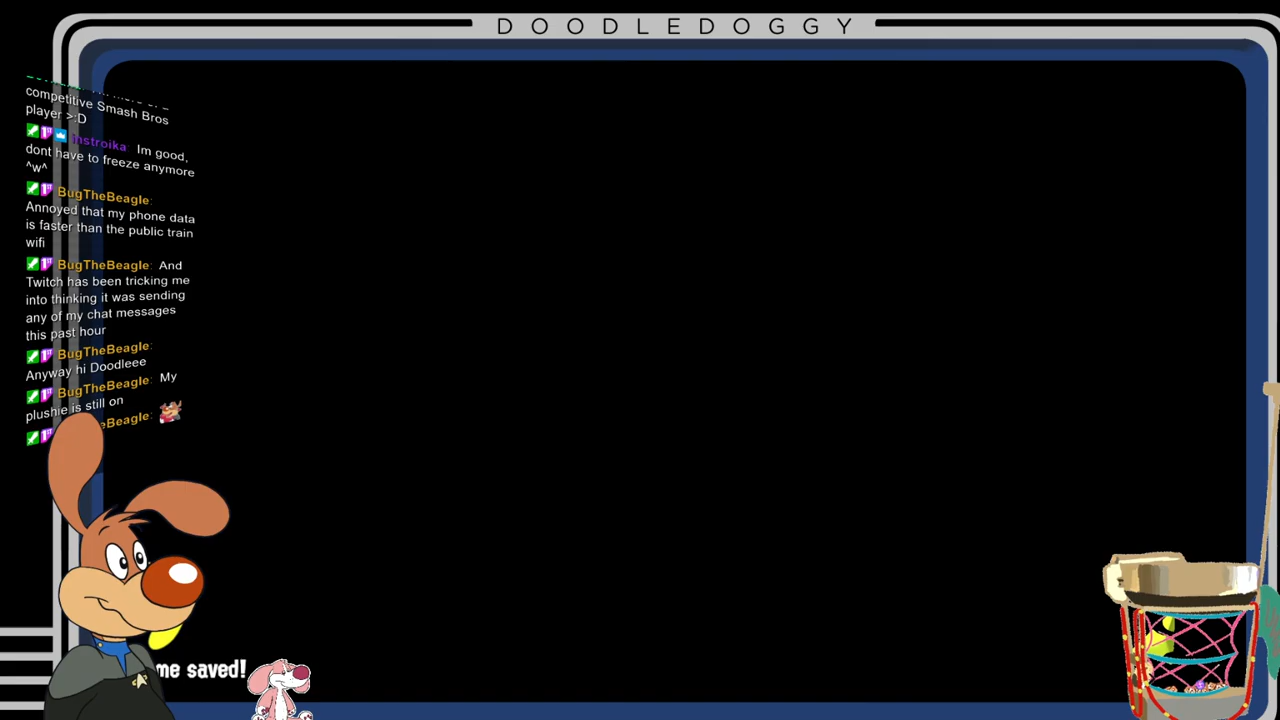 DOODLEDOGGY
competitive Smash Bros
player >:D
instroika: Im good,
dont have to freeze anymore
^w^
BugTheBeagle:
Annoyed that my phone data
is faster than the public train
wifi
BugTheBeagle: And
Twitch has been tricking me
into thinking it was sending
any of my chat messages
this past hour
BugTheBeagle:
Anyway hi Doodleee
BugTheBeagle: My
plushie is still on
eBeagle:
me saved!